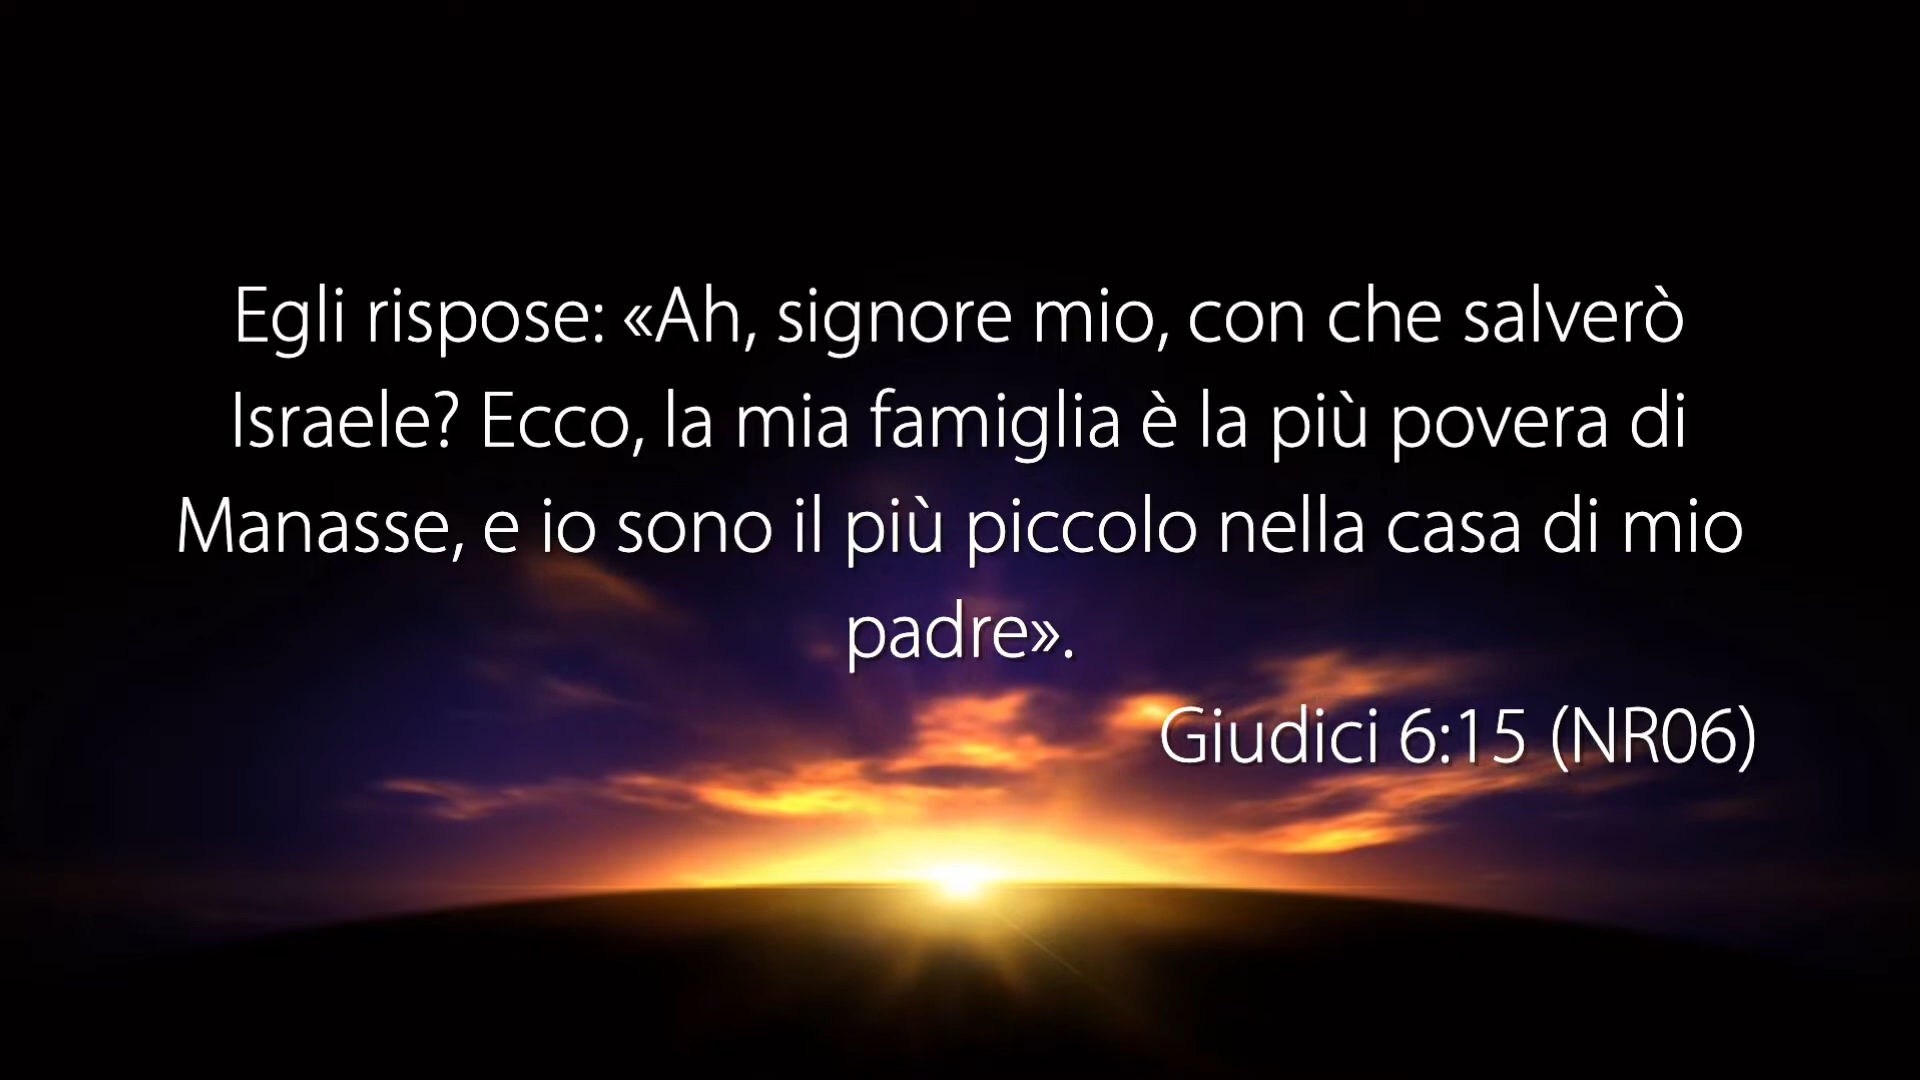 Egli rispose: «Ah, signore mio, con che salverò
Israele? Ecco, la mia famiglia è la più povera di
Manasse, e io sono il più piccolo nella casa di mio
padre».
Giudici 6:15 (NR06)